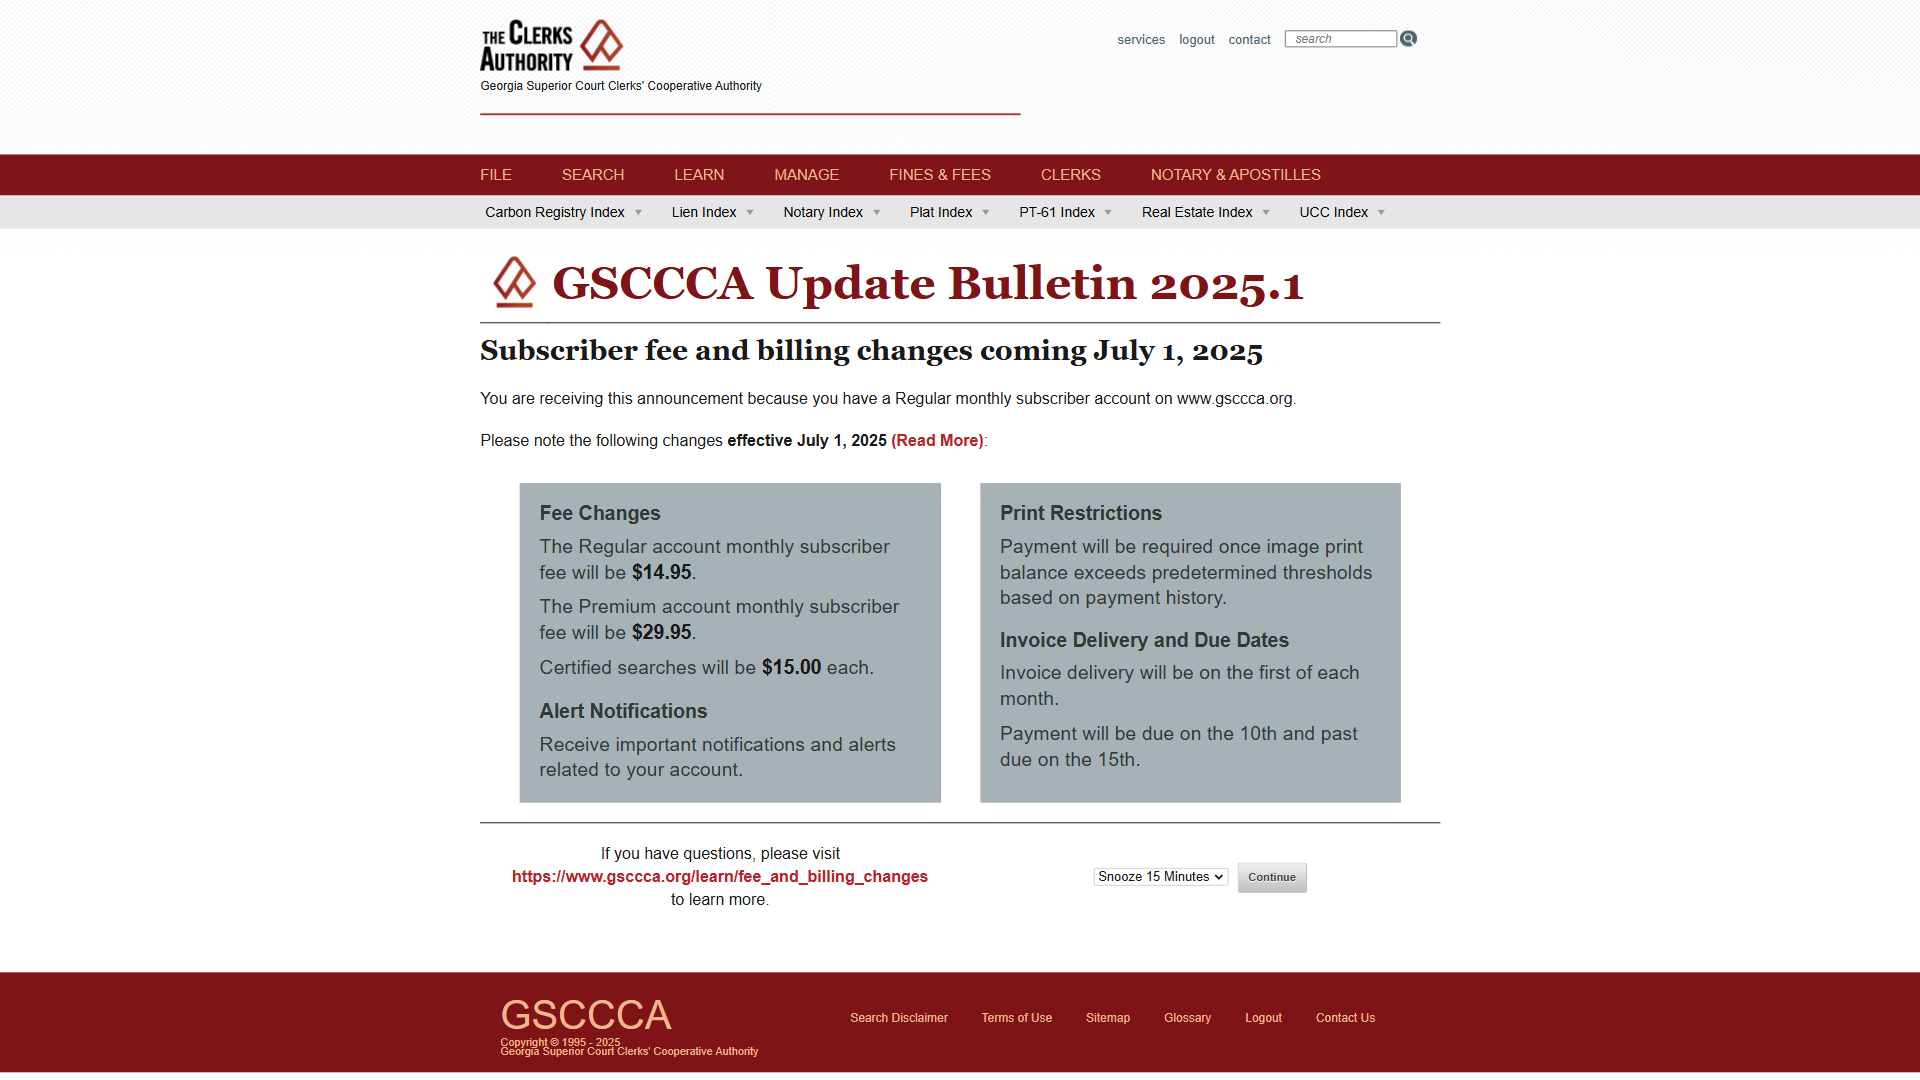 THE CLERKS
AUTHORITY
Georgia Superior Court Clerks' Cooperative Authority
services logout contact search
FILE SEARCH LEARN MANAGE FINES & FEES CLERKS NOTARY & APOSTILLES
Carbon Registry Index Lien Index Notary Index Plat Index PT-61 Index Real Estate Index UCC Index
GSCCCA Update Bulletin 2025.1
Subscriber fee and billing changes coming July 1, 2025
You are receiving this announcement because you have a Regular monthly subscriber account on www.gsccca.org.
Please note the following changes effective July 1, 2025 (Read More):
Fee Changes
The Regular account monthly subscriber
fee will be $14.95.
The Premium account monthly subscriber
fee will be $29.95.
Certified searches will be $15.00 each.
Alert Notifications
Receive important notifications and alerts
related to your account.
Print Restrictions
Payment will be required once image print
balance exceeds predetermined thresholds
based on payment history.
Invoice Delivery and Due Dates
Invoice delivery will be on the first of each
month.
Payment will be due on the 10th and past
due on the 15th.
If you have questions, please visit
https://www.gsccca.org/learn/fee_and_billing_changes
to learn more.
Snooze 15 Minutes Continue
GSCCCA
Copyright © 1995 - 2025
Georgia Superior Court Clerks' Cooperative Authority
Search Disclaimer Terms of Use Sitemap Glossary Logout Contact Us